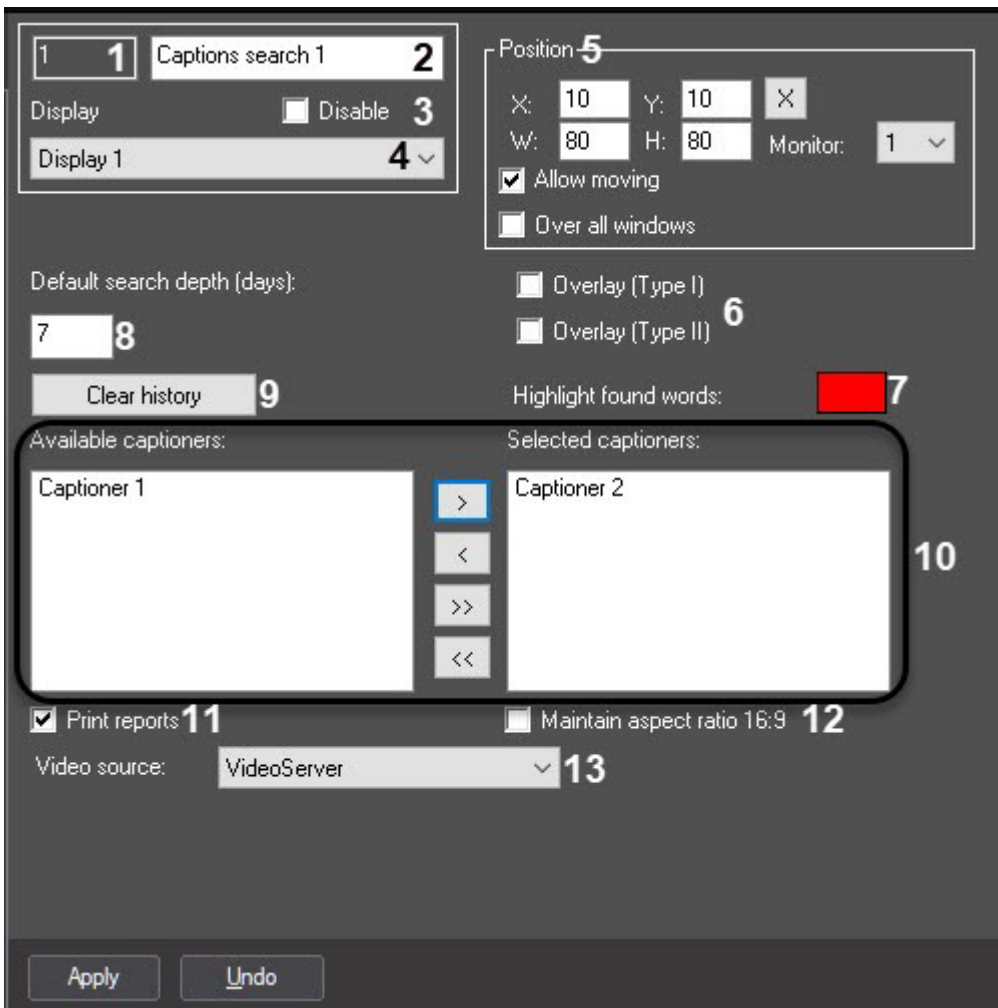 1 1 Captions search 1 2
Display Disable 3
Display 1 4
Position 5
X: 10 Y: 10 X
W: 80 H: 80 Monitor: 1
Allow moving
Over all windows
Default search depth (days):
7 8
Overlay (Type I)
Overlay (Type II)
6
Clear history 9
Highlight found words: 7
Available captioners: Selected captioners:
Captioner 1 > Captioner 2
<
>>
<<
10
Print reports 11 Maintain aspect ratio 16:9 12
Video source: VideoServer 13
Apply Undo